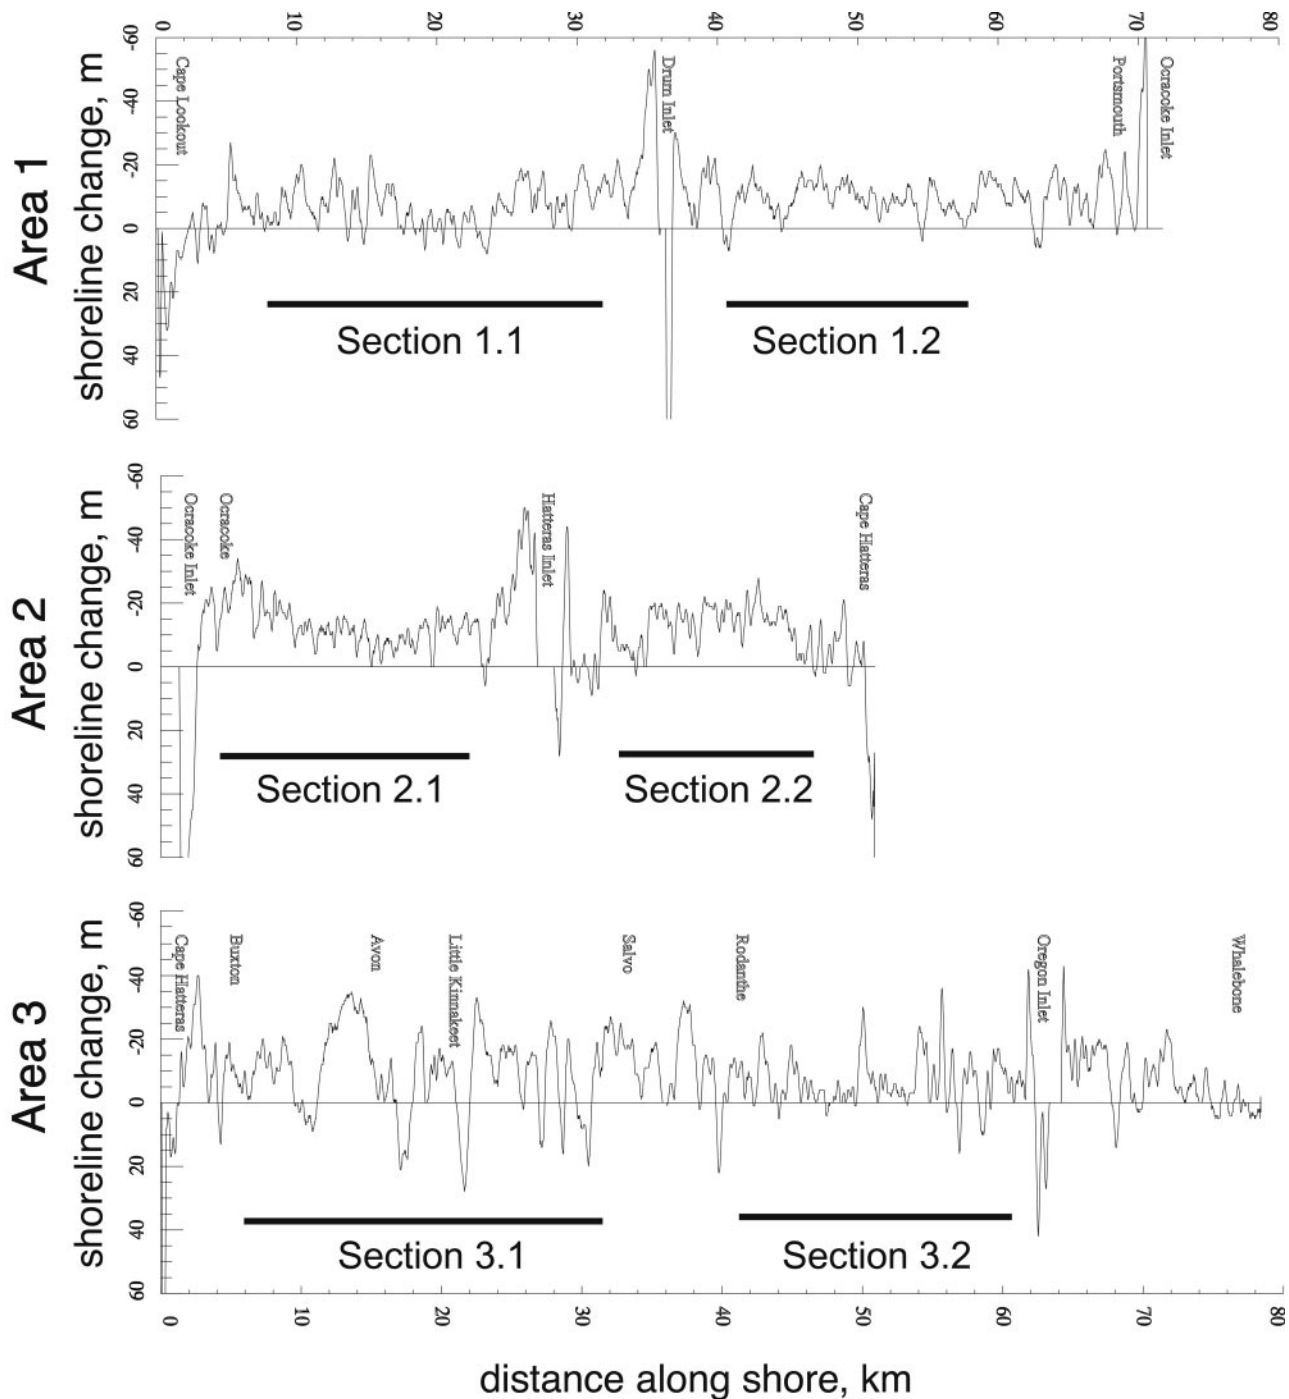 0 10 20 30 40 50 60 70 80
Area 1
shoreline change, m
-60
-40
-20
0
20
40
60
Cape Lookout
Drum Inlet
Portsmouth
Ocracoke Inlet
Section 1.1
Section 1.2
Area 2
shoreline change, m
-60
-40
-20
0
20
40
60
Ocracoke Inlet
Ocracoke
Hatteras Inlet
Cape Hatteras
Section 2.1
Section 2.2
Area 3
shoreline change, m
-60
-40
-20
0
20
40
60
Cape Hatteras
Buxton
Avon
Little Kinnakeet
Salvo
Rodanthe
Oregon Inlet
Whalebone
Section 3.1
Section 3.2
0 10 20 30 40 50 60 70 80
distance along shore, km